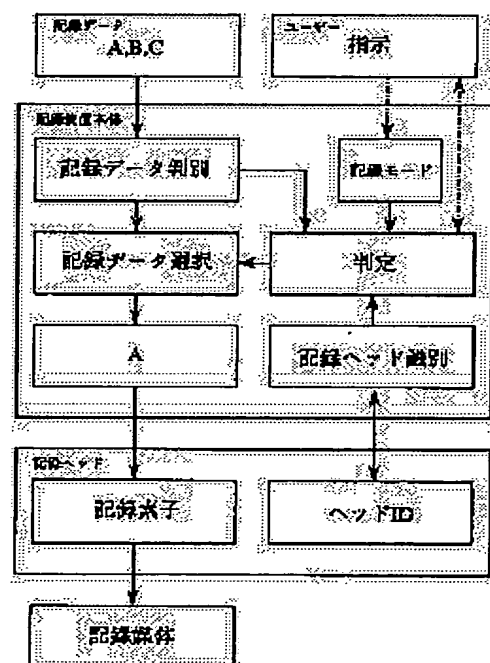 記録データ
A,B,C
ユーザー
指示
記録装置本体
記録データ判別
記録モード
記録データ選択
判定
A
記録ヘッド識別
記録ヘッド
記録素子
ヘッドID
記録媒体